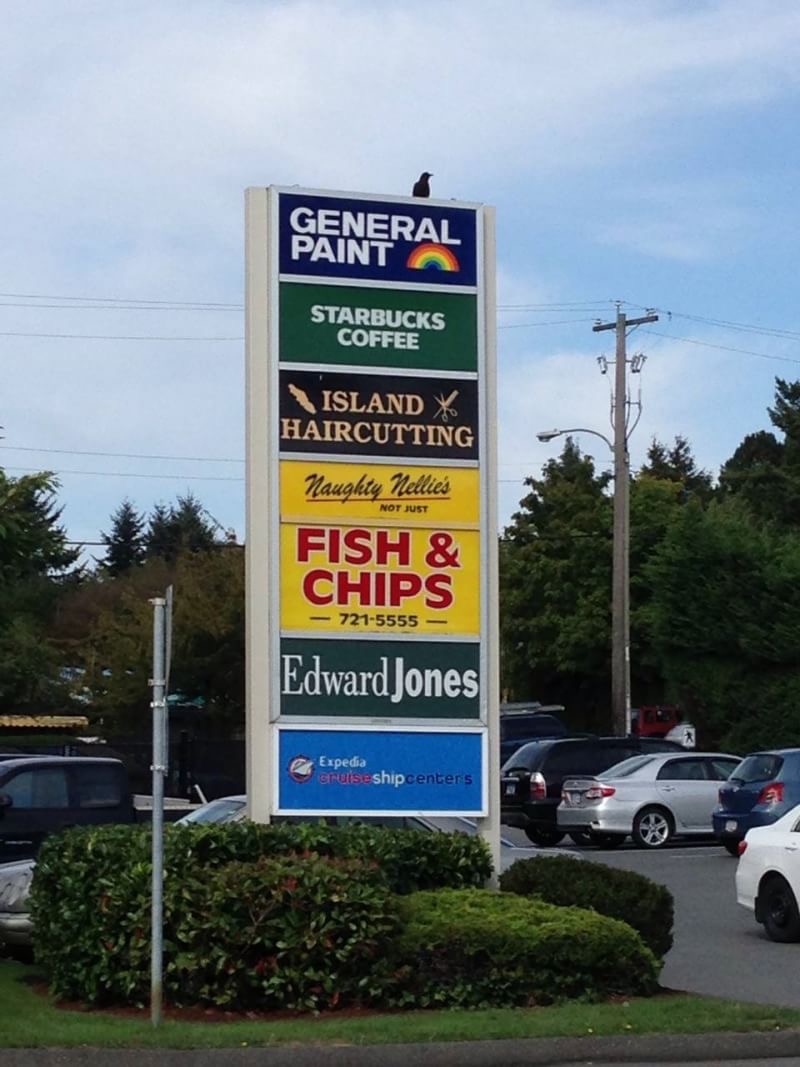 GENERAL
PAINT
STARBUCKS
COFFEE
ISLAND
HAIRCUTTING
Naughty Nellie's
NOT JUST
FISH &
CHIPS
— 721-5555 —
Edward Jones
Expedia
cruiseshipcenters